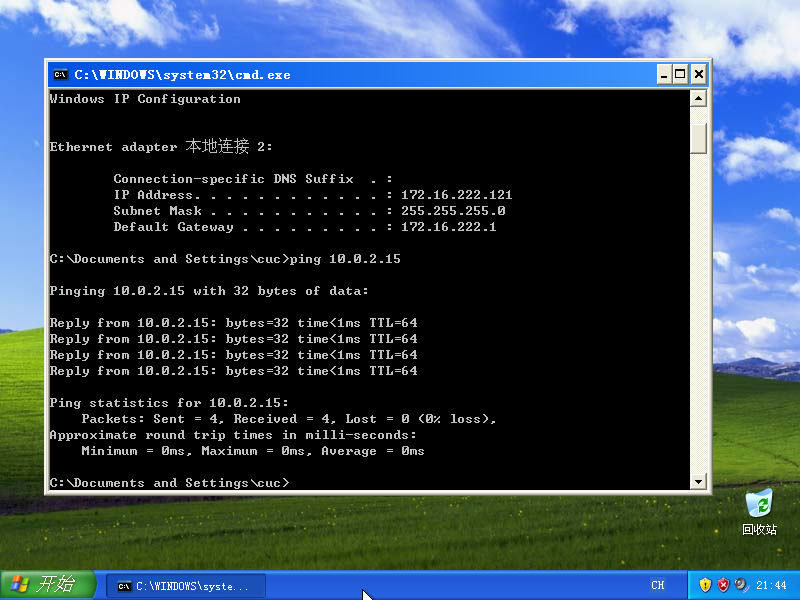 C:\WINDOWS\system32\cmd.exe
Windows IP Configuration
Ethernet adapter 本地连接 2:
Connection-specific DNS Suffix  . :
IP Address. . . . . . . . . . . . : 172.16.222.121
Subnet Mask . . . . . . . . . . . : 255.255.255.0
Default Gateway . . . . . . . . . : 172.16.222.1
C:\Documents and Settings\cuc>ping 10.0.2.15
Pinging 10.0.2.15 with 32 bytes of data:
Reply from 10.0.2.15: bytes=32 time<1ms TTL=64
Reply from 10.0.2.15: bytes=32 time<1ms TTL=64
Reply from 10.0.2.15: bytes=32 time<1ms TTL=64
Reply from 10.0.2.15: bytes=32 time<1ms TTL=64
Ping statistics for 10.0.2.15:
Packets: Sent = 4, Received = 4, Lost = 0 (0% loss),
Approximate round trip times in milli-seconds:
Minimum = 0ms, Maximum = 0ms, Average = 0ms
C:\Documents and Settings\cuc>
回收站
开始
C:\WINDOWS\syste...
CH
21:44